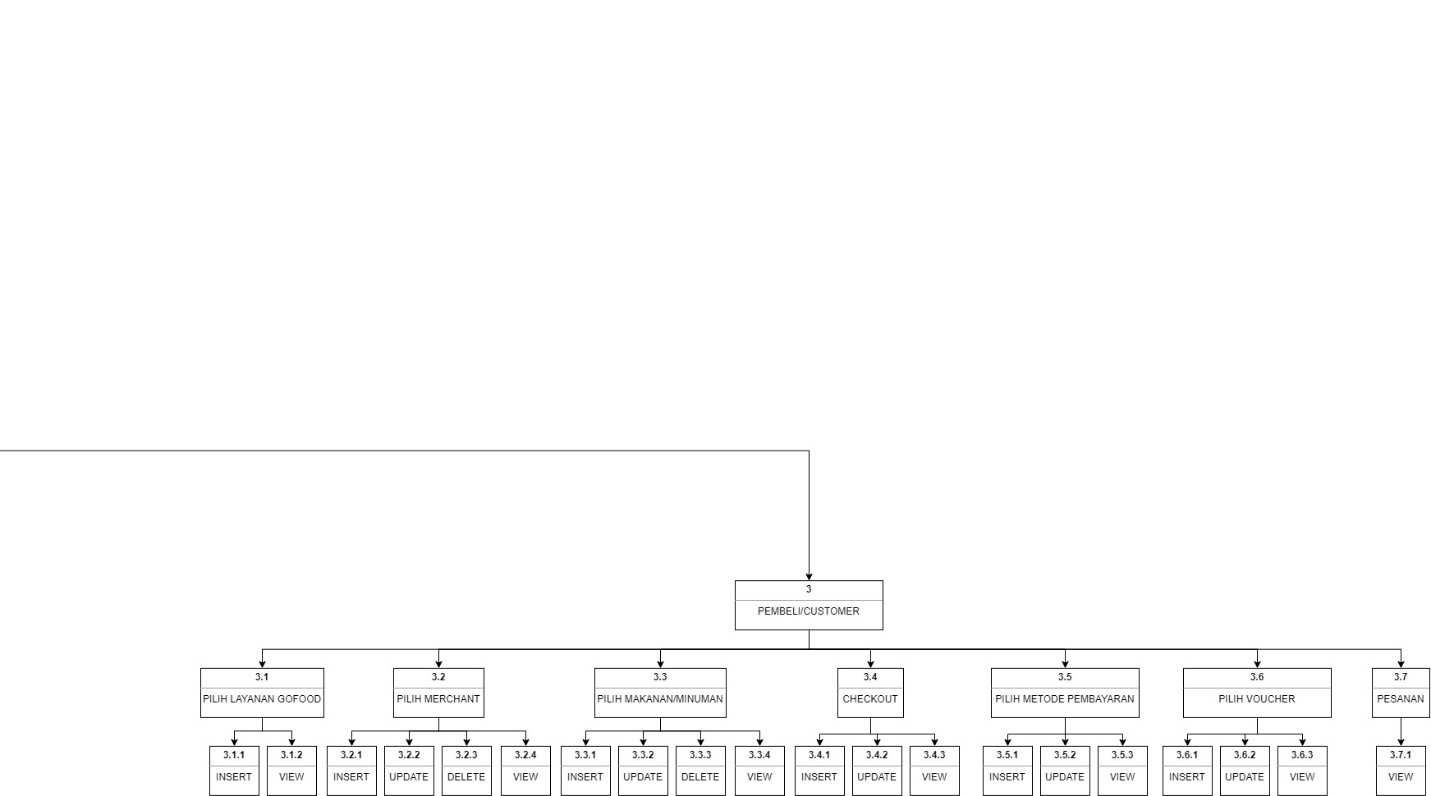 3
PEMBELI/CUSTOMER
3.1
PILIH LAYANAN GOFOOD
3.2
PILIH MERCHANT
3.3
PILIH MAKANAN/MINUMAN
3.4
CHECKOUT
3.5
PILIH METODE PEMBAYARAN
3.6
PILIH VOUCHER
3.7
PESANAN
3.1.1
INSERT
3.1.2
VIEW
3.2.1
INSERT
3.2.2
UPDATE
3.2.3
DELETE
3.2.4
VIEW
3.3.1
INSERT
3.3.2
UPDATE
3.3.3
DELETE
3.3.4
VIEW
3.4.1
INSERT
3.4.2
UPDATE
3.4.3
VIEW
3.5.1
INSERT
3.5.2
UPDATE
3.5.3
VIEW
3.6.1
INSERT
3.6.2
UPDATE
3.6.3
VIEW
3.7.1
VIEW